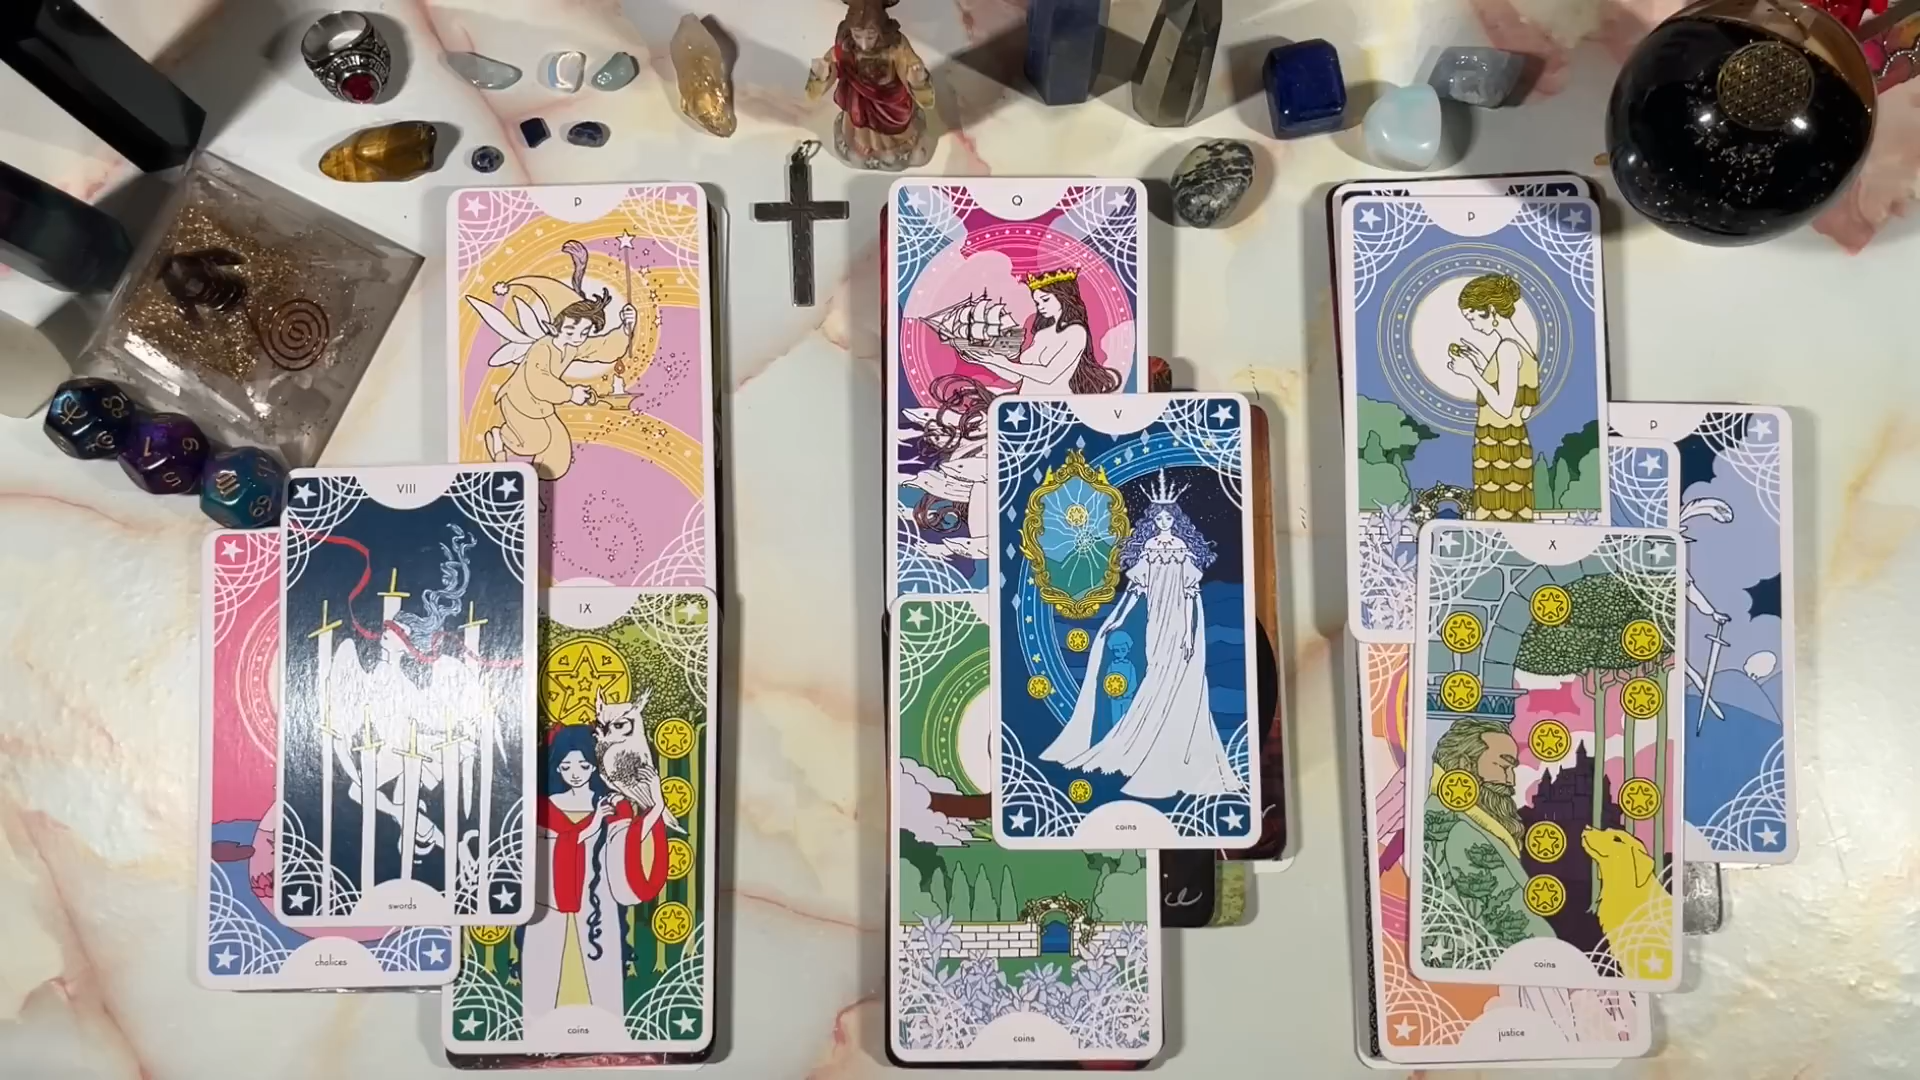 P
Q
P
V
P
VIII
X
IX
swords
chalices
coins
coins
coins
coins
justice